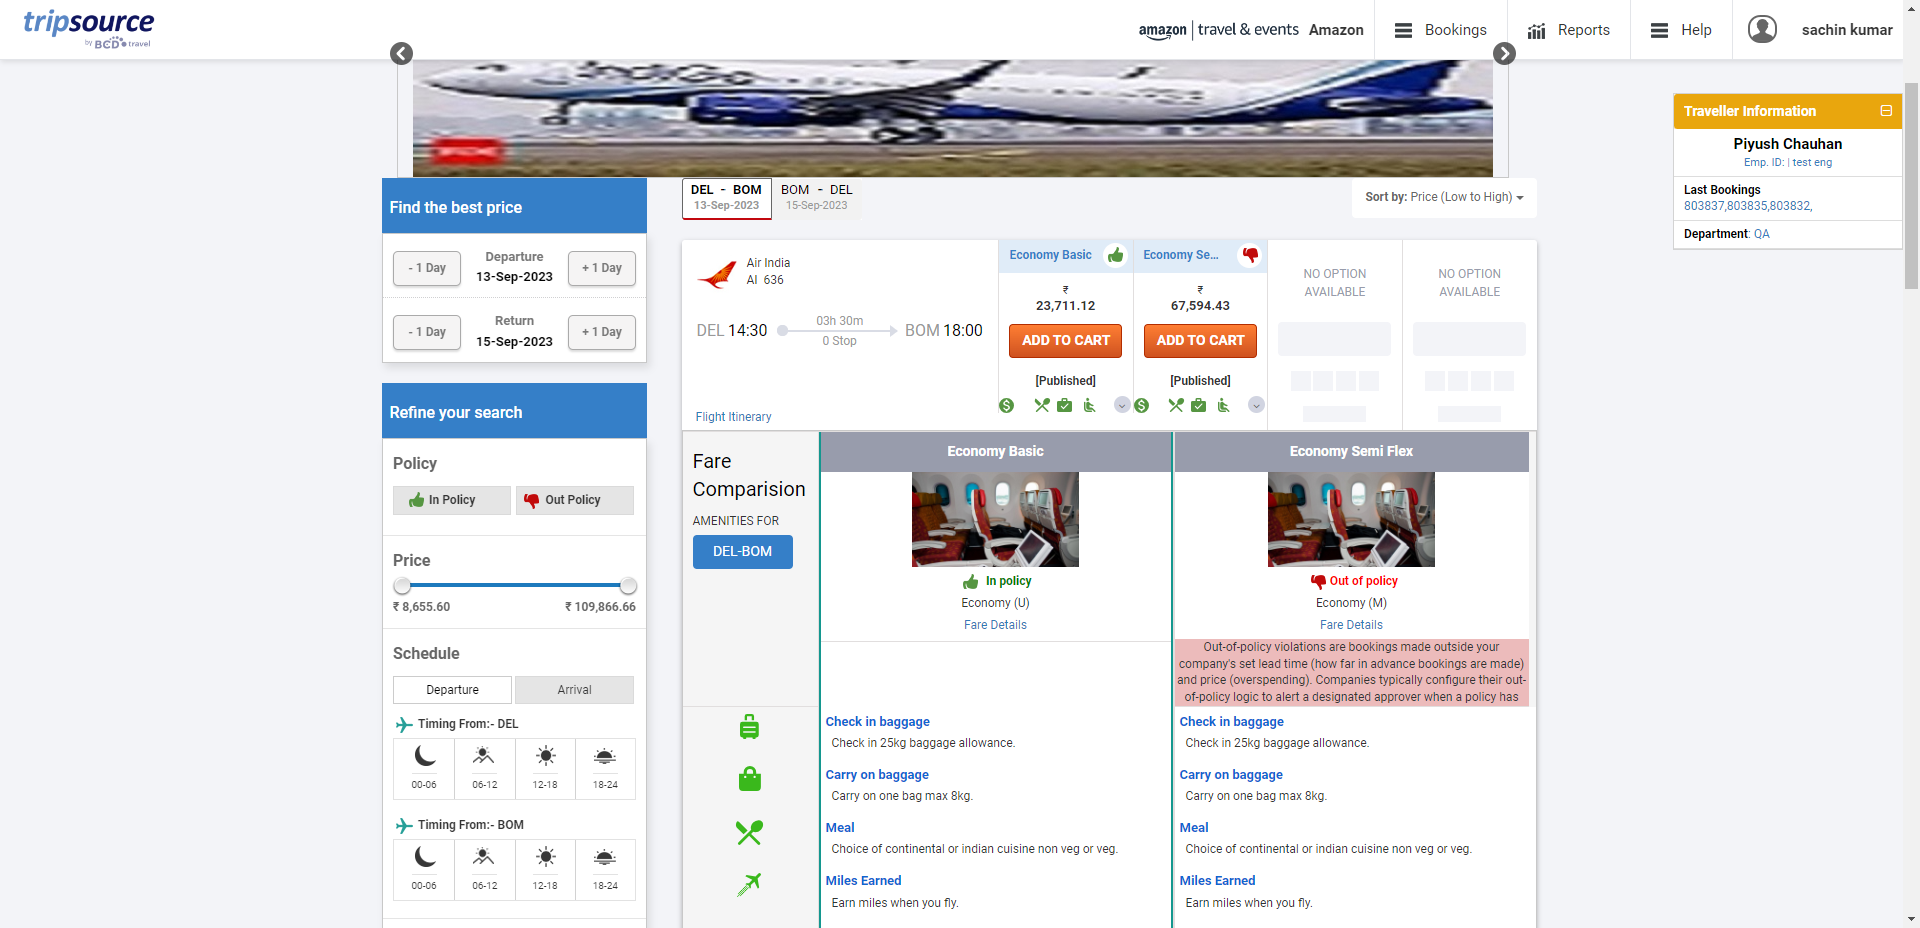 tripsource
by BCD travel
amazon | travel & events Amazon
Bookings
Reports
Help
sachin kumar
IndiGo
Traveller Information
Piyush Chauhan
Emp. ID: | test eng
Last Bookings
803837,803835,803832,
Department: QA
Find the best price
- 1 Day
Departure
13-Sep-2023
+ 1 Day
- 1 Day
Return
15-Sep-2023
+ 1 Day
Refine your search
Policy
In Policy
Out Policy
Price
₹ 8,655.60
₹ 109,866.66
Schedule
Departure
Arrival
Timing From:- DEL
00-06
06-12
12-18
18-24
Timing From:- BOM
00-06
06-12
12-18
18-24
DEL - BOM
13-Sep-2023
BOM - DEL
15-Sep-2023
Sort by: Price (Low to High)
Air India
AI 636
DEL 14:30
03h 30m
0 Stop
BOM 18:00
Flight Itinerary
Economy Basic
₹
23,711.12
ADD TO CART
[Published]
Economy Se...
₹
67,594.43
ADD TO CART
[Published]
NO OPTION
AVAILABLE
NO OPTION
AVAILABLE
Fare
Comparision
AMENITIES FOR
DEL-BOM
Economy Basic
In policy
Economy (U)
Fare Details
Check in baggage
Check in 25kg baggage allowance.
Carry on baggage
Carry on one bag max 8kg.
Meal
Choice of continental or indian cuisine non veg or veg.
Miles Earned
Earn miles when you fly.
Economy Semi Flex
Out of policy
Economy (M)
Fare Details
Out-of-policy violations are bookings made outside your
company's set lead time (how far in advance bookings are made)
and price (overspending). Companies typically configure their out-
of-policy logic to alert a designated approver when a policy has
Check in baggage
Check in 25kg baggage allowance.
Carry on baggage
Carry on one bag max 8kg.
Meal
Choice of continental or indian cuisine non veg or veg.
Miles Earned
Earn miles when you fly.